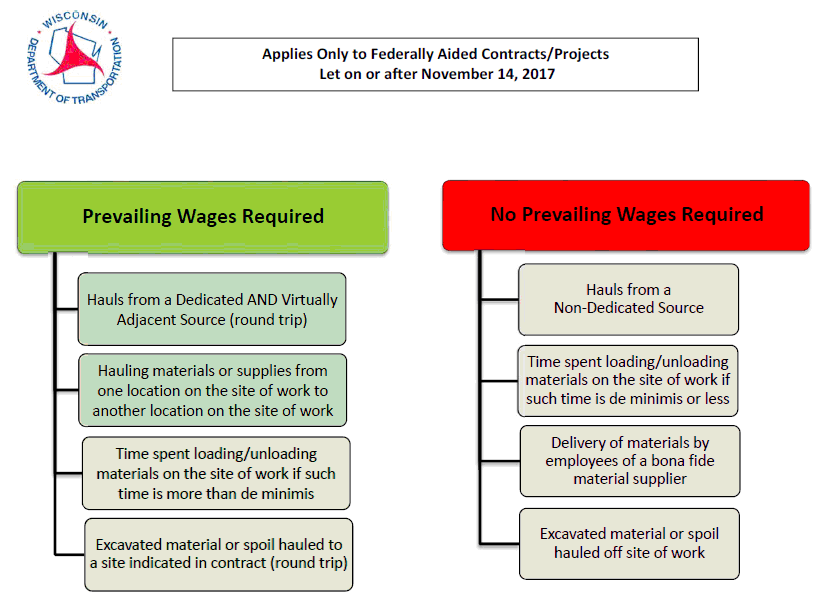 WISCONSIN
DEPARTMENT OF TRANSPORTATION
Applies Only to Federally Aided Contracts/Projects
Let on or after November 14, 2017
Prevailing Wages Required
Hauls from a Dedicated AND Virtually
Adjacent Source (round trip)
Hauling materials or supplies from
one location on the site of work to
another location on the site of work
Time spent loading/unloading
materials on the site of work if such
time is more than de minimis
Excavated material or spoil hauled to
a site indicated in contract (round trip)
No Prevailing Wages Required
Hauls from a
Non-Dedicated Source
Time spent loading/unloading
materials on the site of work if
such time is de minimis or less
Delivery of materials by
employees of a bona fide
material supplier
Excavated material or spoil
hauled off site of work